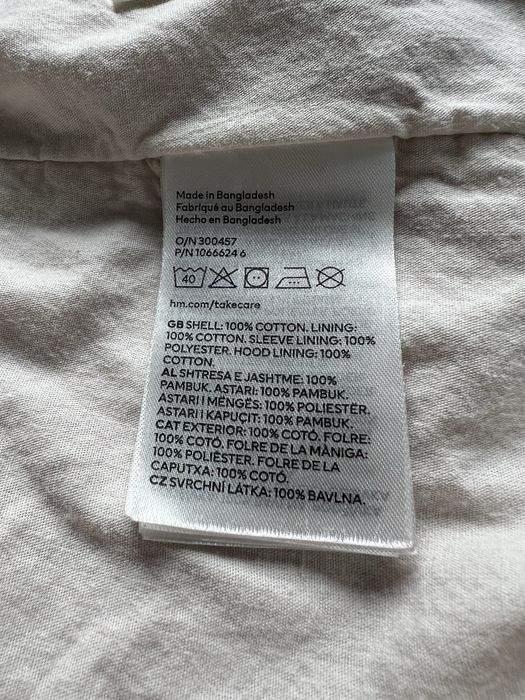 Made in Bangladesh
Fabriqué au Bangladesh
Hecho en Bangladesh
O/N 300457
P/N 1066624 6
40
hm.com/takecare
GB SHELL: 100% COTTON. LINING:
100% COTTON. SLEEVE LINING: 100%
POLYESTER. HOOD LINING: 100%
COTTON.
AL SHTRESA E JASHTME: 100%
PAMBUK. ASTARI: 100% PAMBUK.
ASTARI I MËNGËS: 100% POLIESTËR.
ASTARI I KAPUÇIT: 100% PAMBUK.
CAT EXTERIOR: 100% COTÓ. FOLRE:
100% COTÓ. FOLRE DE LA MÀNIGA:
100% POLIÈSTER. FOLRE DE LA
CAPUTXA: 100% COTÓ.
CZ SVRCHNÍ LÁTKA: 100% BAVLNA.